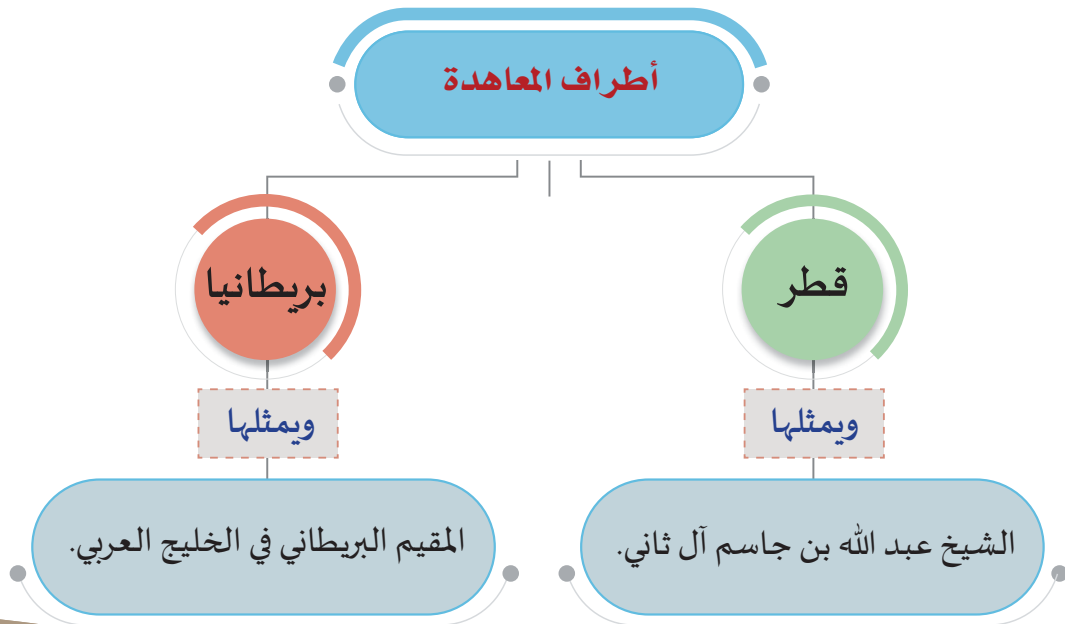 أطراف المعاهدة
قطر
بريطانيا
ويمثلها
ويمثلها
الشيخ عبد الله بن جاسم آل ثاني.
المقيم البريطاني في الخليج العربي.